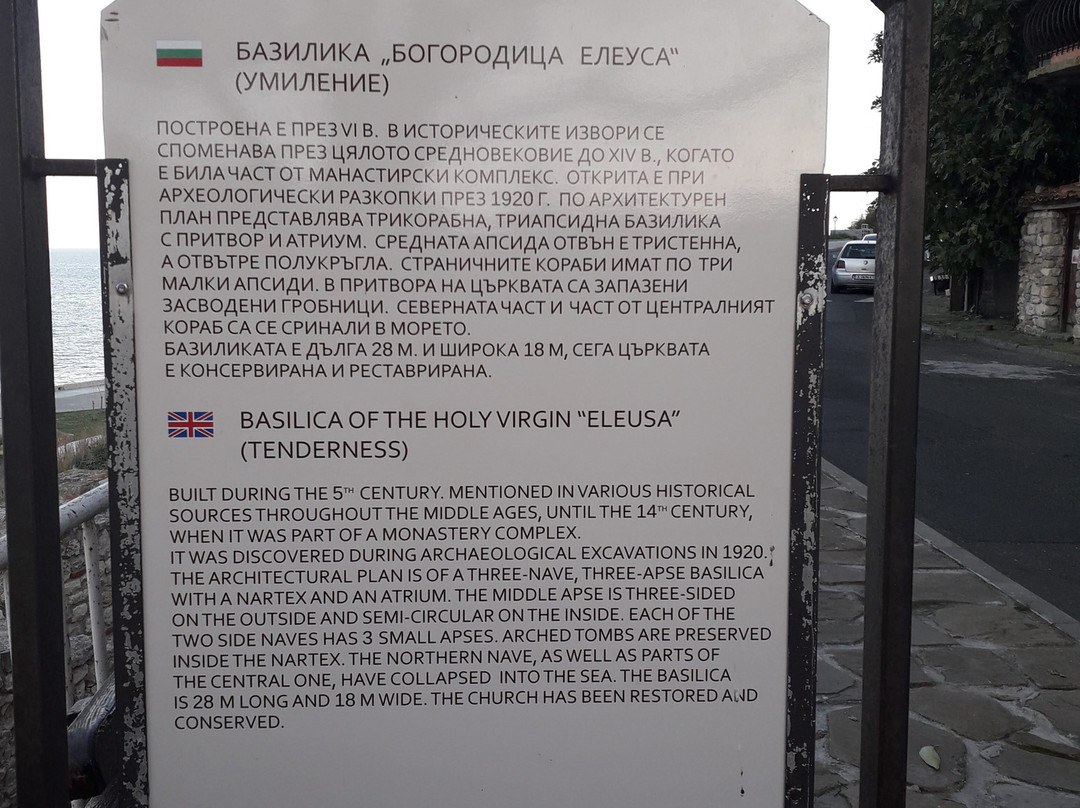 БАЗИЛИКА „БОГОРОДИЦА ЕЛЕУСА“
(УМИЛЕНИЕ)
ПОСТРОЕНА Е ПРЕЗ VI В. В ИСТОРИЧЕСКИТЕ ИЗВОРИ СЕ
СПОМЕНАВА ПРЕЗ ЦЯЛОТО СРЕДНОВЕКОВИЕ ДО XIV В., КОГАТО
Е БИЛА ЧАСТ ОТ МАНАСТИРСКИ КОМПЛЕКС. ОТКРИТА Е ПРИ
АРХЕОЛОГИЧЕСКИ РАЗКОПКИ ПРЕЗ 1920 Г. ПО АРХИТЕКТУРЕН
ПЛАН ПРЕДСТАВЛЯВА ТРИКОРАБНА, ТРИАПСИДНА БАЗИЛИКА
С ПРИТВОР И АТРИУМ. СРЕДНАТА АПСИДА ОТВЪН Е ТРИСТЕННА,
А ОТВЪТРЕ ПОЛУКРЪГЛА. СТРАНИЧНИТЕ КОРАБИ ИМАТ ПО ТРИ
МАЛКИ АПСИДИ. В ПРИТВОРА НА ЦЪРКВАТА СА ЗАПАЗЕНИ
ЗАСВОДЕНИ ГРОБНИЦИ. СЕВЕРНАТА ЧАСТ И ЧАСТ ОТ ЦЕНТРАЛНИЯТ
КОРАБ СА СЕ СРИНАЛИ В МОРЕТО.
БАЗИЛИКАТА Е ДЪЛГА 28 М. И ШИРОКА 18 М, СЕГА ЦЪРКВАТА
Е КОНСЕРВИРАНА И РЕСТАВРИРАНА.
BASILICA OF THE HOLY VIRGIN “ELEUSA”
(TENDERNESS)
BUILT DURING THE 5TH CENTURY. MENTIONED IN VARIOUS HISTORICAL
SOURCES THROUGHOUT THE MIDDLE AGES, UNTIL THE 14TH CENTURY,
WHEN IT WAS PART OF A MONASTERY COMPLEX.
IT WAS DISCOVERED DURING ARCHAEOLOGICAL EXCAVATIONS IN 1920.
THE ARCHITECTURAL PLAN IS OF A THREE-NAVE, THREE-APSE BASILICA
WITH A NARTEX AND AN ATRIUM. THE MIDDLE APSE IS THREE-SIDED
ON THE OUTSIDE AND SEMI-CIRCULAR ON THE INSIDE. EACH OF THE
TWO SIDE NAVES HAS 3 SMALL APSES. ARCHED TOMBS ARE PRESERVED
INSIDE THE NARTEX. THE NORTHERN NAVE, AS WELL AS PARTS OF
THE CENTRAL ONE, HAVE COLLAPSED INTO THE SEA. THE BASILICA
IS 28 M LONG AND 18 M WIDE. THE CHURCH HAS BEEN RESTORED AND
CONSERVED.